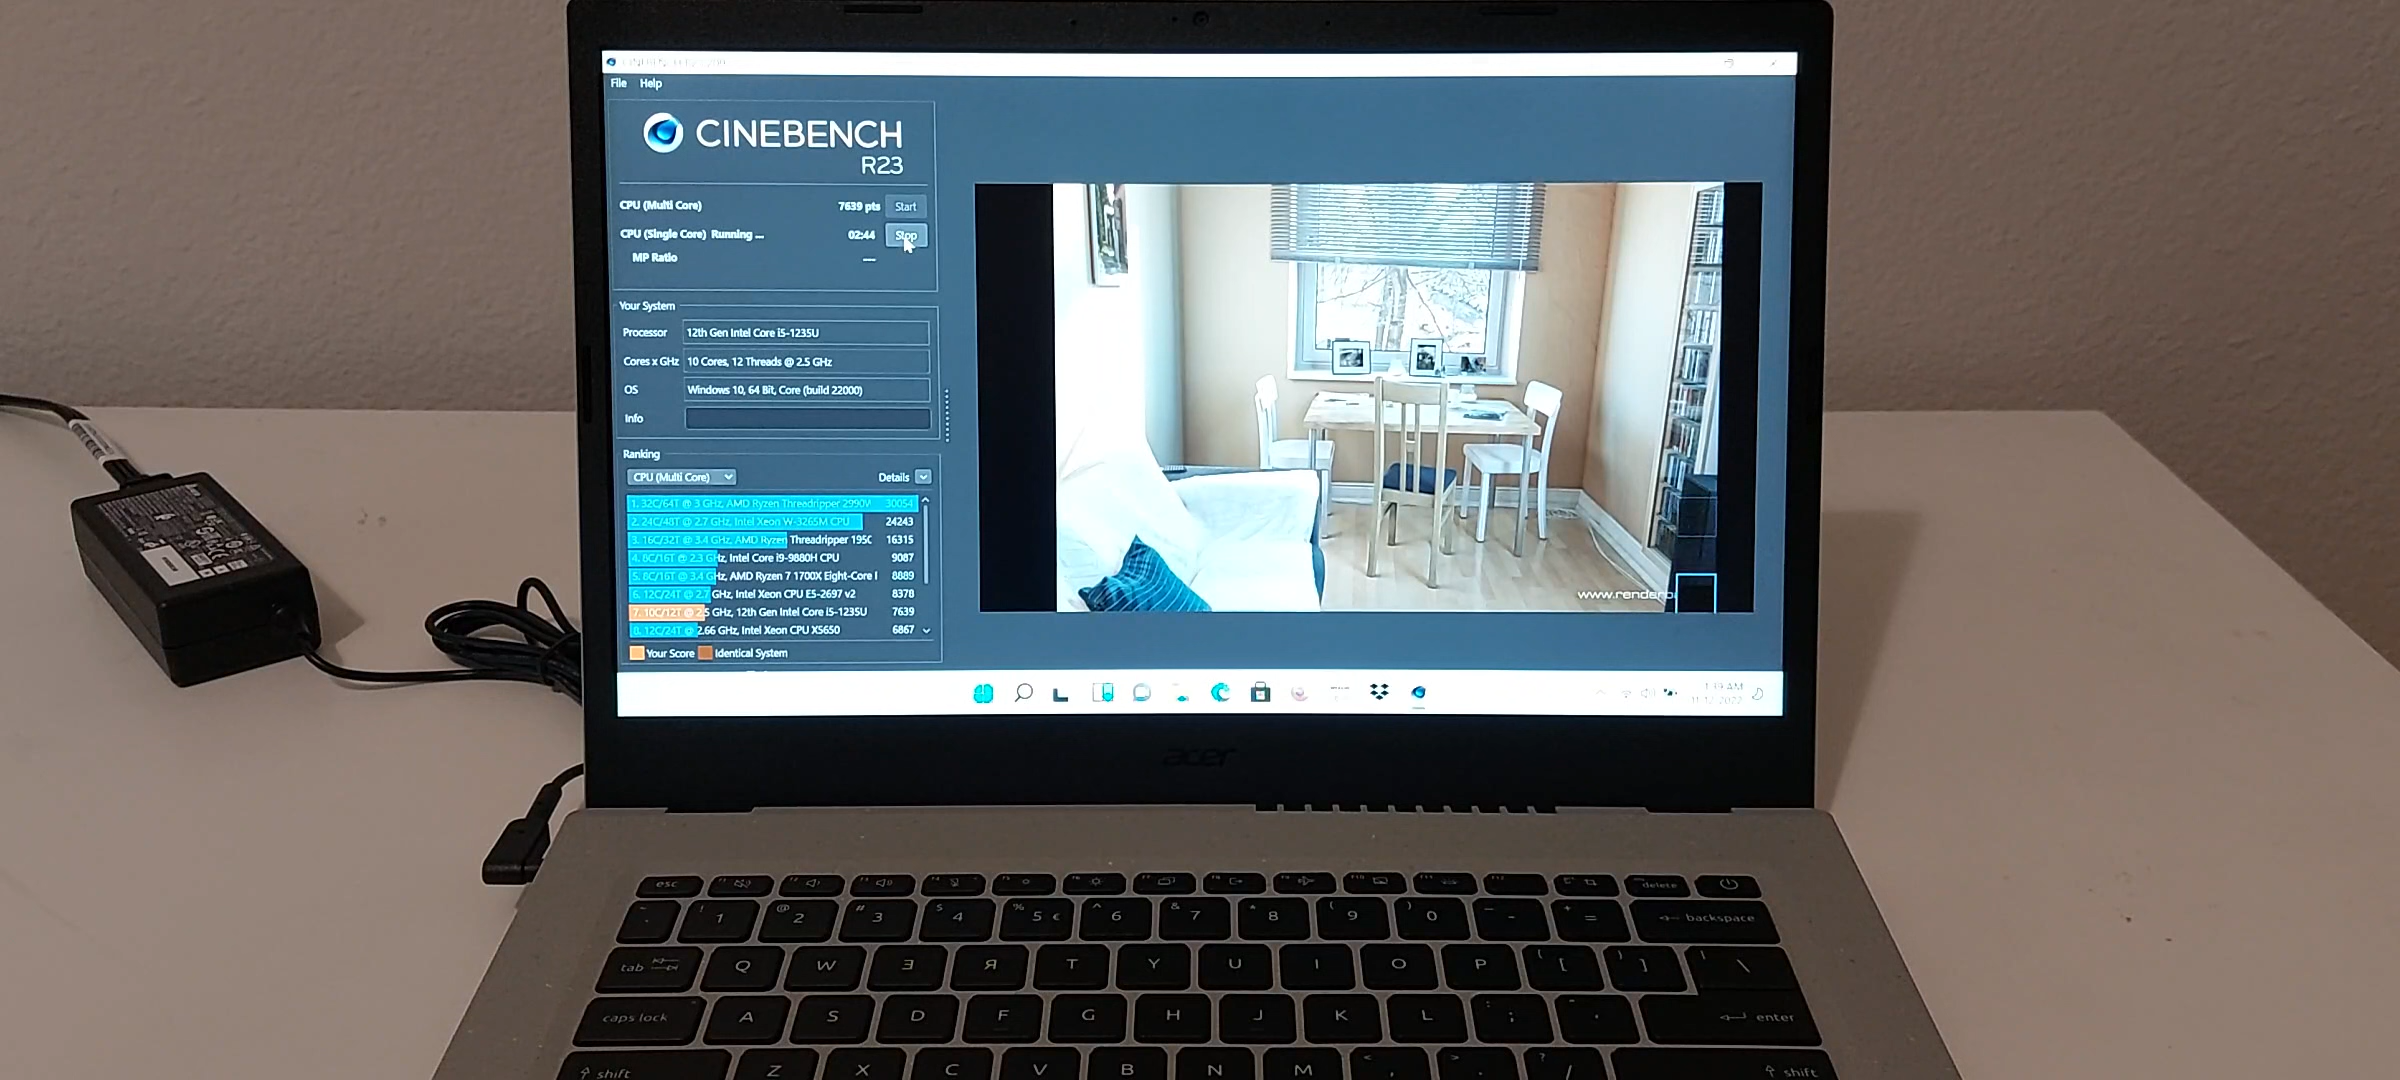 File Help
CINEBENCH
R23
CPU (Multi Core) 7639 pts Start
CPU (Single Core) Running ... 02:44 Stop
MP Ratio ---
Your System
Processor 12th Gen Intel Core i5-1235U
Cores x GHz 10 Cores, 12 Threads @ 2.5 GHz
OS Windows 10, 64 Bit, Core (build 22000)
Info
Ranking
CPU (Multi Core) Details
1. 32C/64T @ 3 GHz, AMD Ryzen Threadripper 2990W 30054
2. 24C/48T @ 2.7 GHz, Intel Xeon W-3265M CPU 24243
3. 16C/32T @ 3.4 GHz, AMD Ryzen Threadripper 195C 16315
4. 8C/16T @ 2.3 GHz, Intel Core i9-9880H CPU 9087
5. 8C/16T @ 3.4 GHz, AMD Ryzen 7 1700X Eight-Core 8889
6. 12C/24T @ 2.7 GHz, Intel Xeon CPU E5-2697 v2 8378
7. 10C/12T @ 2.5 GHz, 12th Gen Intel Core i5-1235U 7639
8. 12C/24T @ 2.66 GHz, Intel Xeon CPU X5650 6867
Your Score Identical System
acer
esc delete
! 1 @ 2 # 3 $ 4 % 5 € ^ 6 & 7 * 8 ( 9 ) 0 - + = backspace
tab Q W Ǝ Я T Y U I O P { [ } ] | \
caps lock A S D F G H J K L : ; enter
shift Z X C V B N M < , > . ? / shift